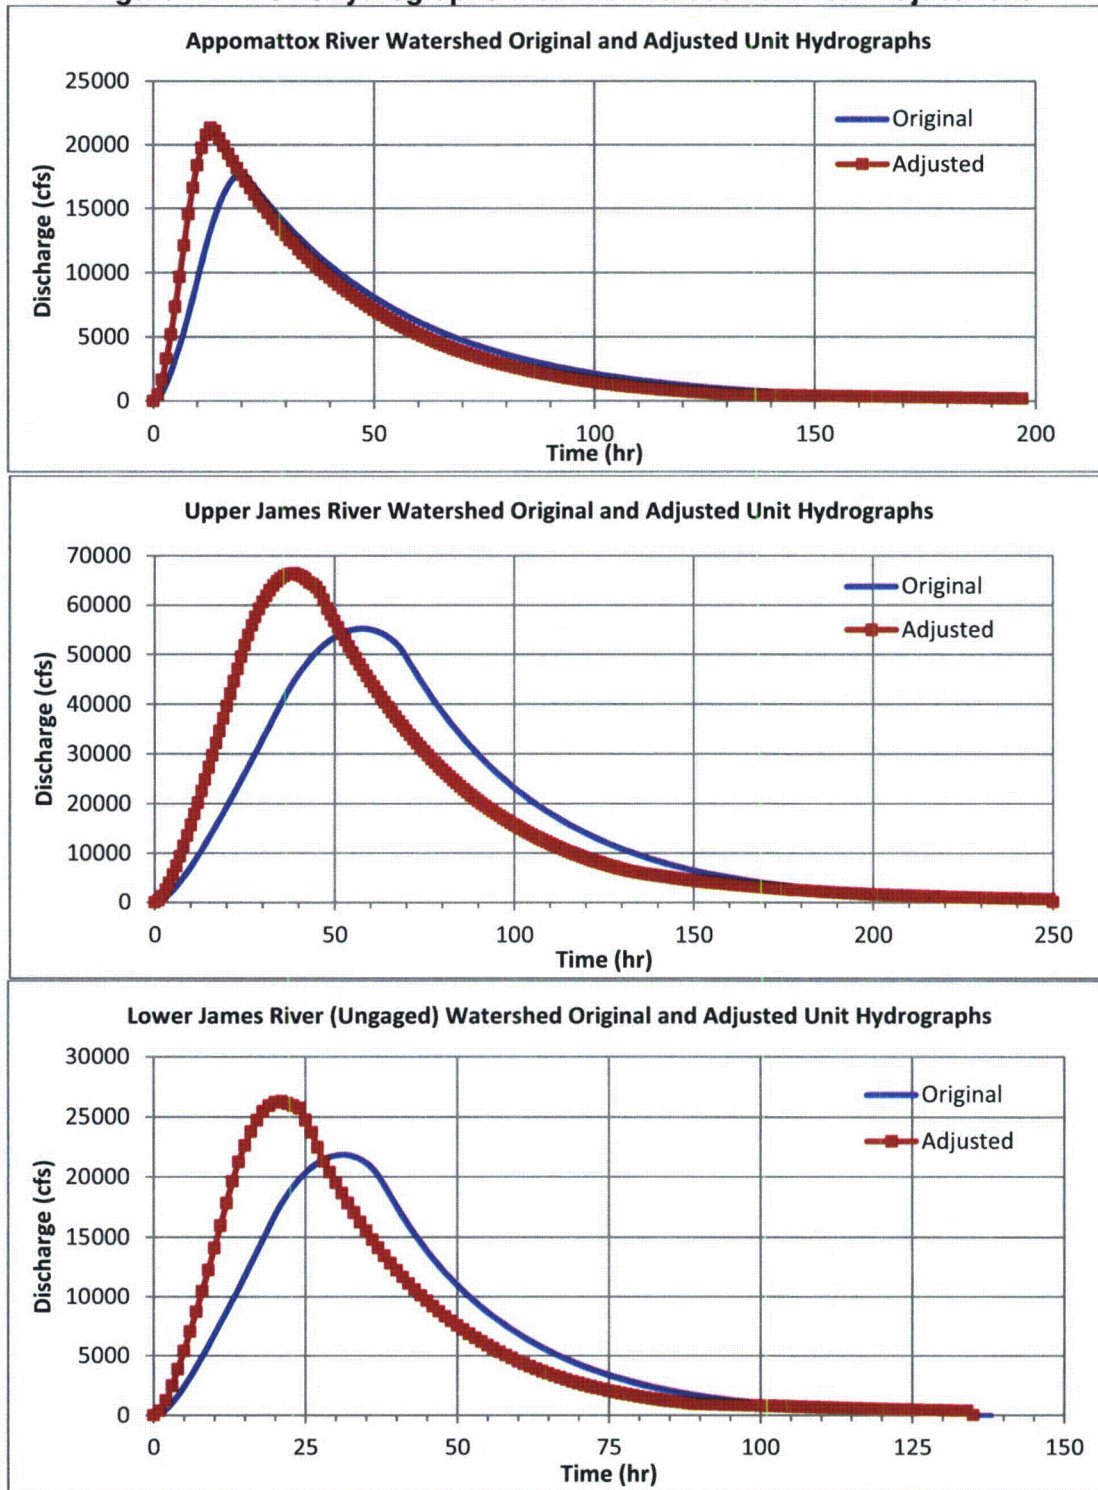 Appomattox River Watershed Original and Adjusted Unit Hydrographs
25000
20000
15000
10000
5000
0
Discharge (cfs)
Original
Adjusted
0 50 100 150 200
Time (hr)
Upper James River Watershed Original and Adjusted Unit Hydrographs
70000
60000
50000
40000
30000
20000
10000
0
Discharge (cfs)
Original
Adjusted
0 50 100 150 200 250
Time (hr)
Lower James River (Ungaged) Watershed Original and Adjusted Unit Hydrographs
30000
25000
20000
15000
10000
5000
0
Discharge (cfs)
Original
Adjusted
0 25 50 75 100 125 150
Time (hr)